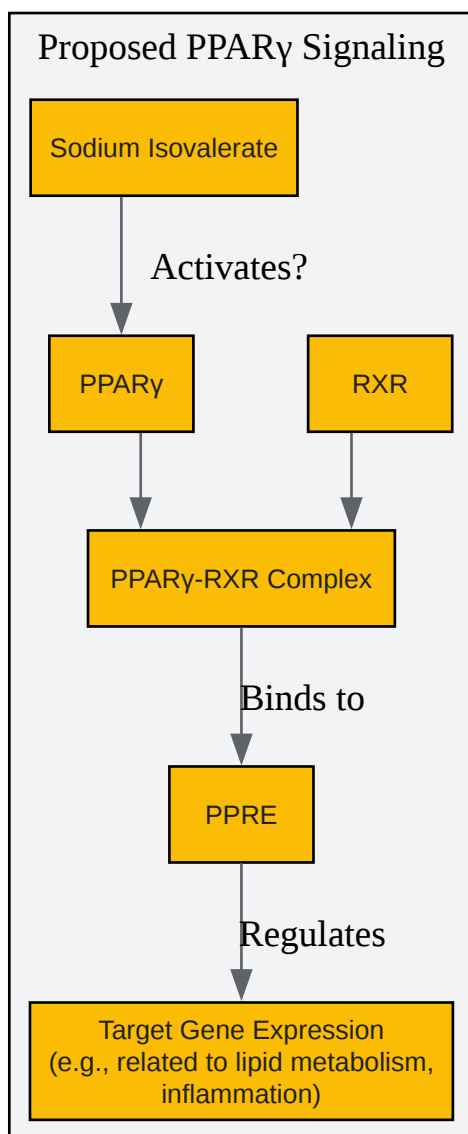 Proposed PPARγ Signaling
Sodium Isovalerate
Activates?
PPARγ
RXR
PPARγ-RXR Complex
Binds to
PPRE
Regulates
Target Gene Expression
(e.g., related to lipid metabolism,
inflammation)